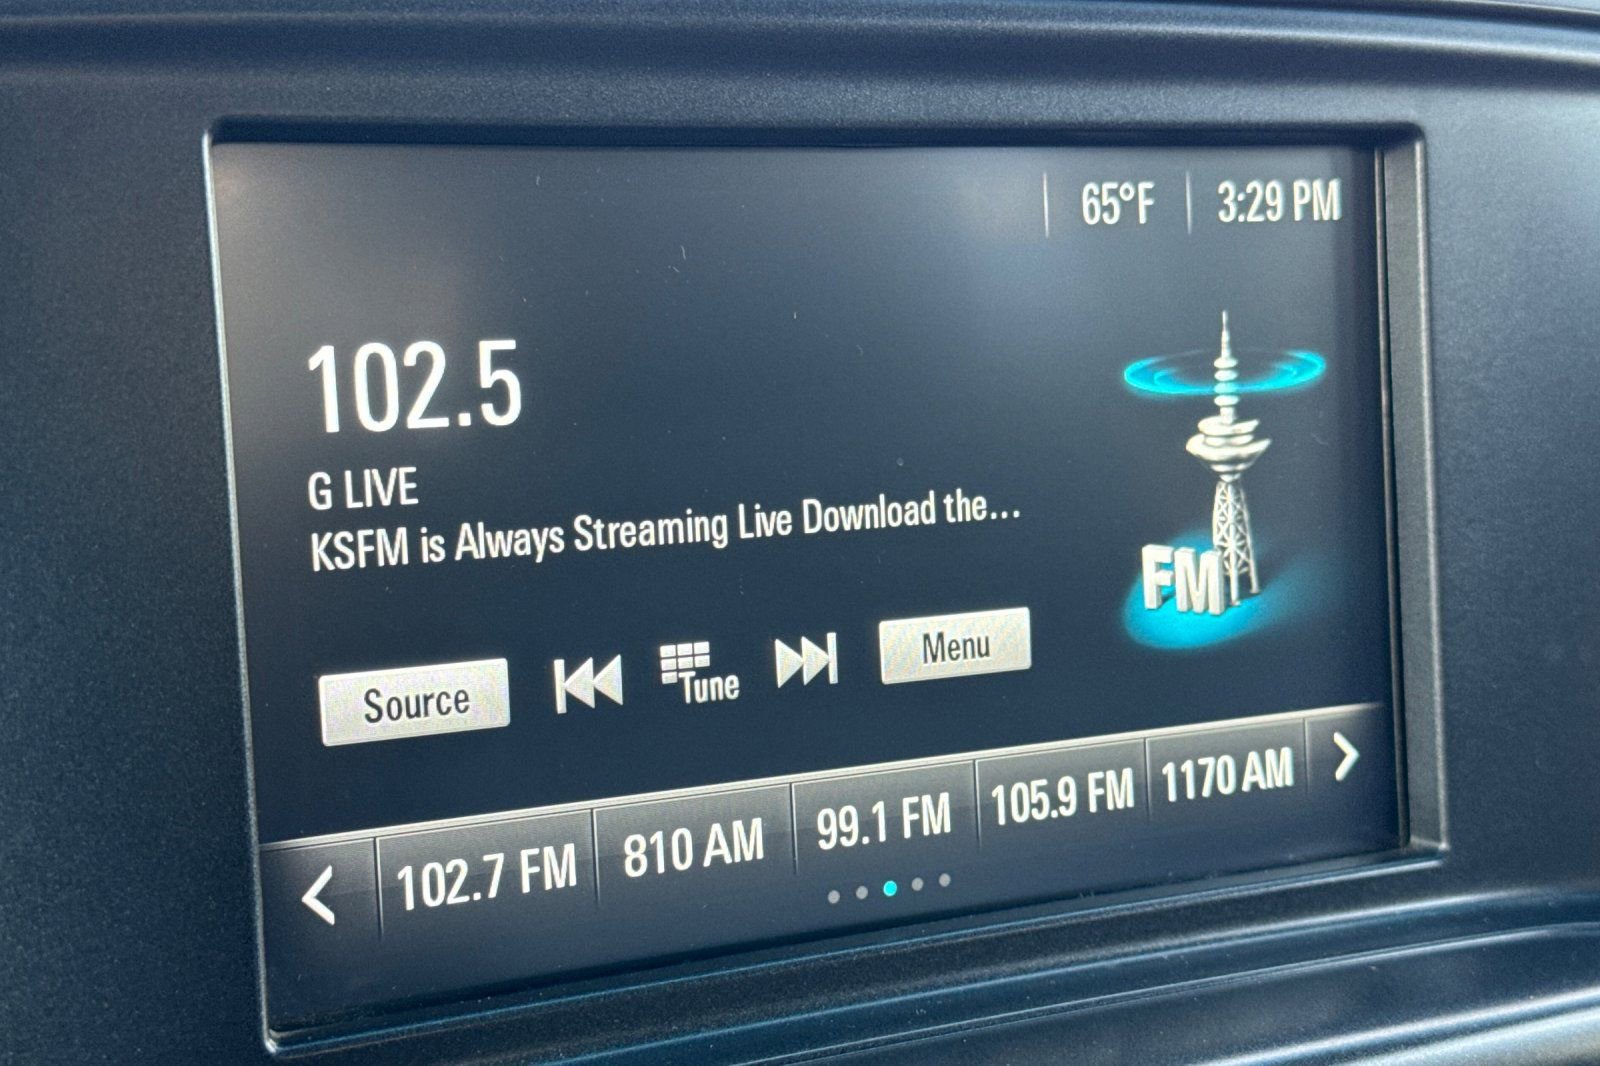 65°F 3:29 PM
102.5
G LIVE
KSFM is Always Streaming Live Download the...
FM
Source Tune Menu
102.7 FM 810 AM 99.1 FM 105.9 FM 1170 AM